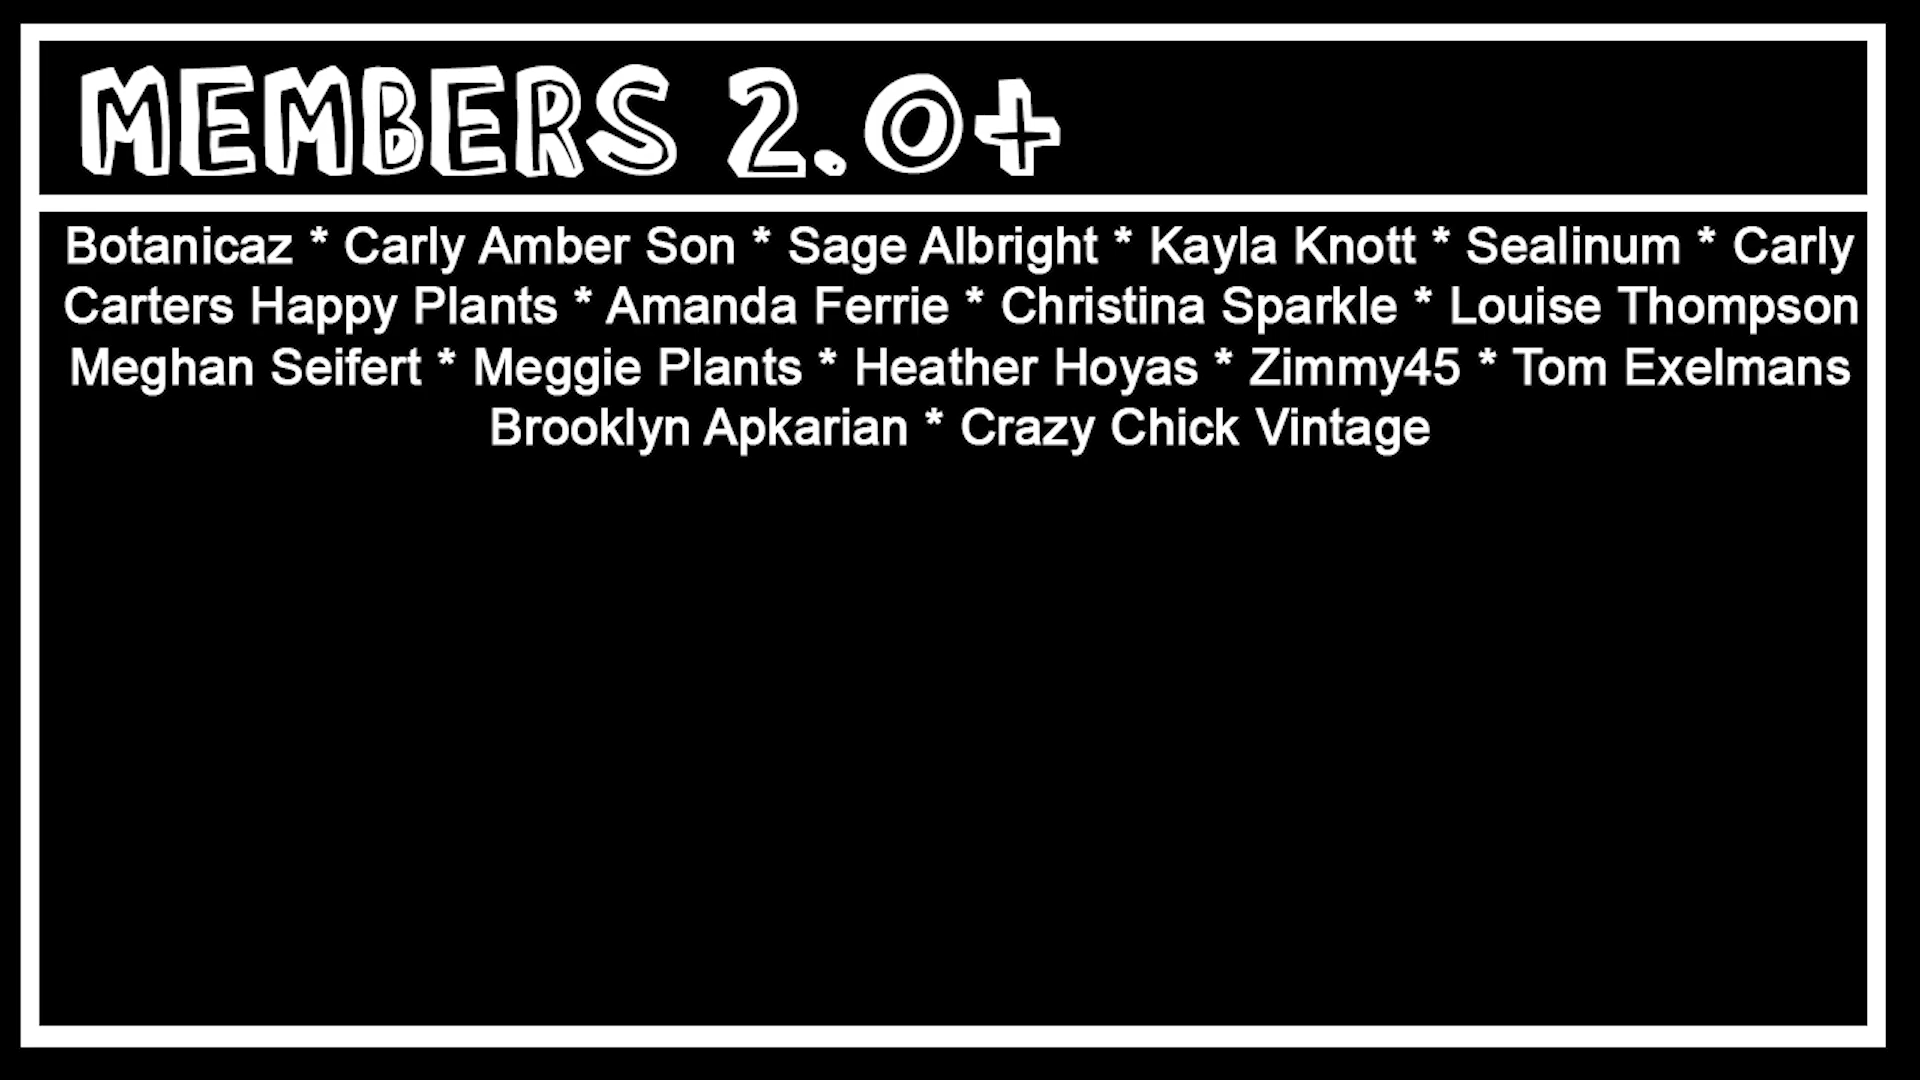 MEMBERS 2.0+
Botanicaz * Carly Amber Son * Sage Albright * Kayla Knott * Sealinum * Carly
Carters Happy Plants * Amanda Ferrie * Christina Sparkle * Louise Thompson
Meghan Seifert * Meggie Plants * Heather Hoyas * Zimmy45 * Tom Exelmans
Brooklyn Apkarian * Crazy Chick Vintage